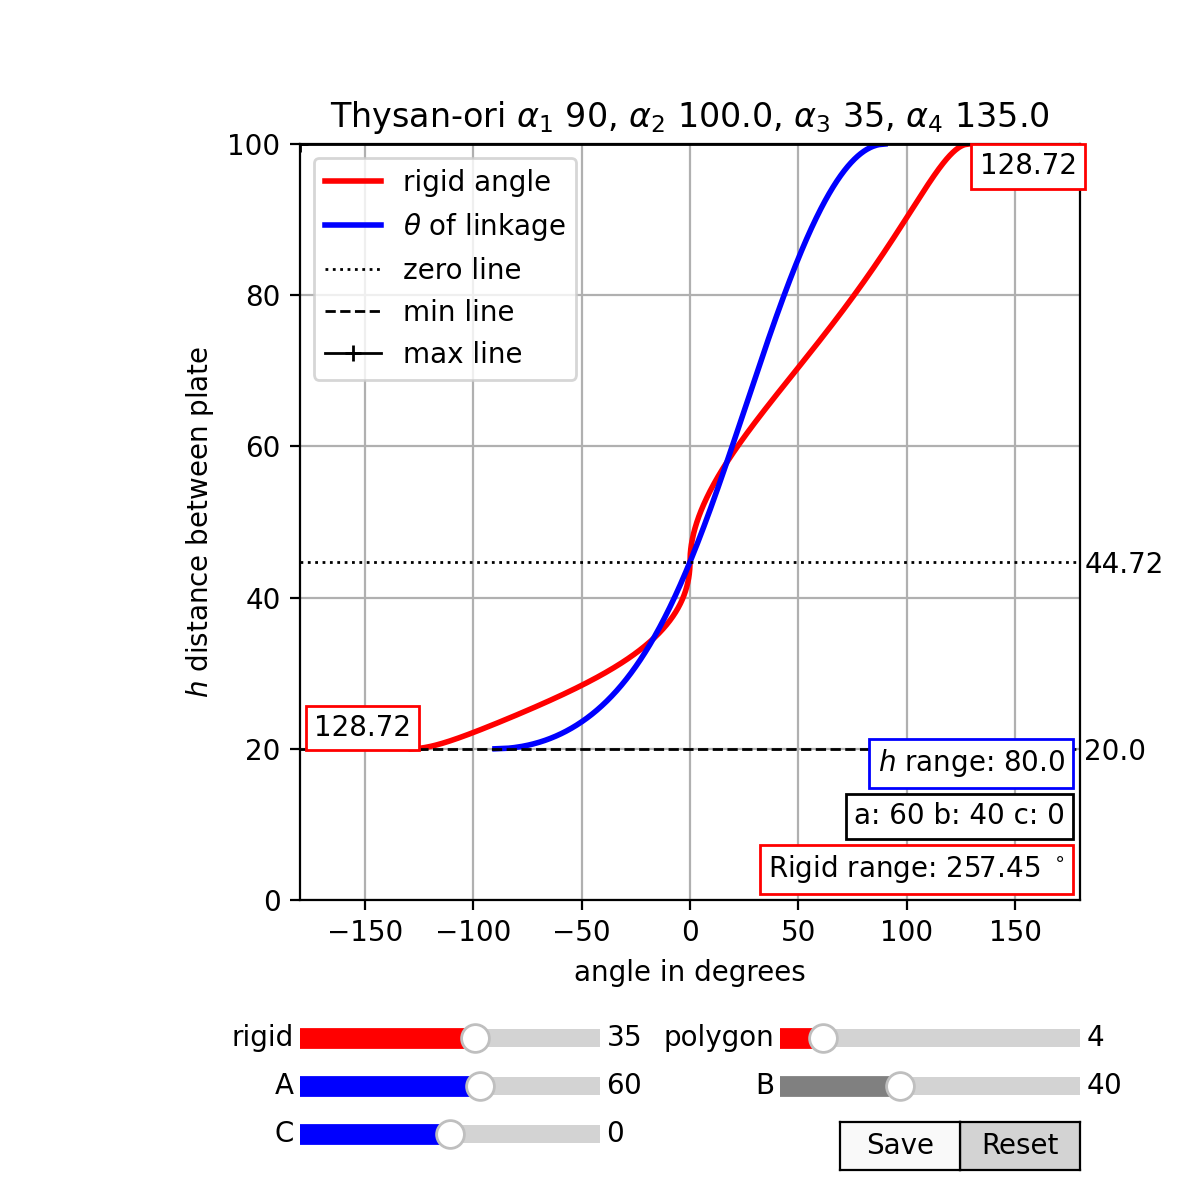 Thysan-ori α₁ 90, α₂ 100.0, α₃ 35, α₄ 135.0
100
80
60
40
20
0
h distance between plate
rigid angle
θ of linkage
zero line
min line
max line
128.72
44.72
128.72
20.0
h range: 80.0
a: 60 b: 40 c: 0
Rigid range: 257.45 °
−150 −100 −50 0 50 100 150
angle in degrees
rigid 35 polygon 4
A 60 B 40
C 0 Save Reset